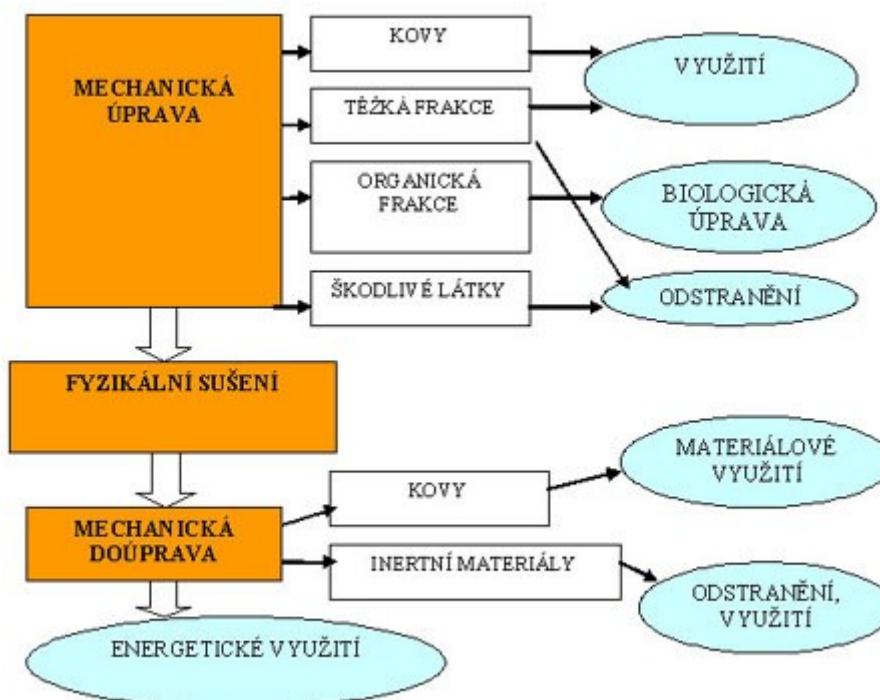 MECHANICKÁ
ÚPRAVA
KOVY
VYUŽITÍ
TĚŽKÁ FRAKCE
ORGANICKÁ
FRAKCE
BIOLOGICKÁ
ÚPRAVA
ŠKODLIVÉ LÁTKY
ODSTRANĚNÍ
FYZIKÁLNÍ SUŠENÍ
MECHANICKÁ
DOÚPRAVA
KOVY
MATERIÁLOVÉ
VYUŽITÍ
INERTNÍ MATERIÁLY
ODSTRANĚNÍ,
VYUŽITÍ
ENERGETICKÉ VYUŽITÍ